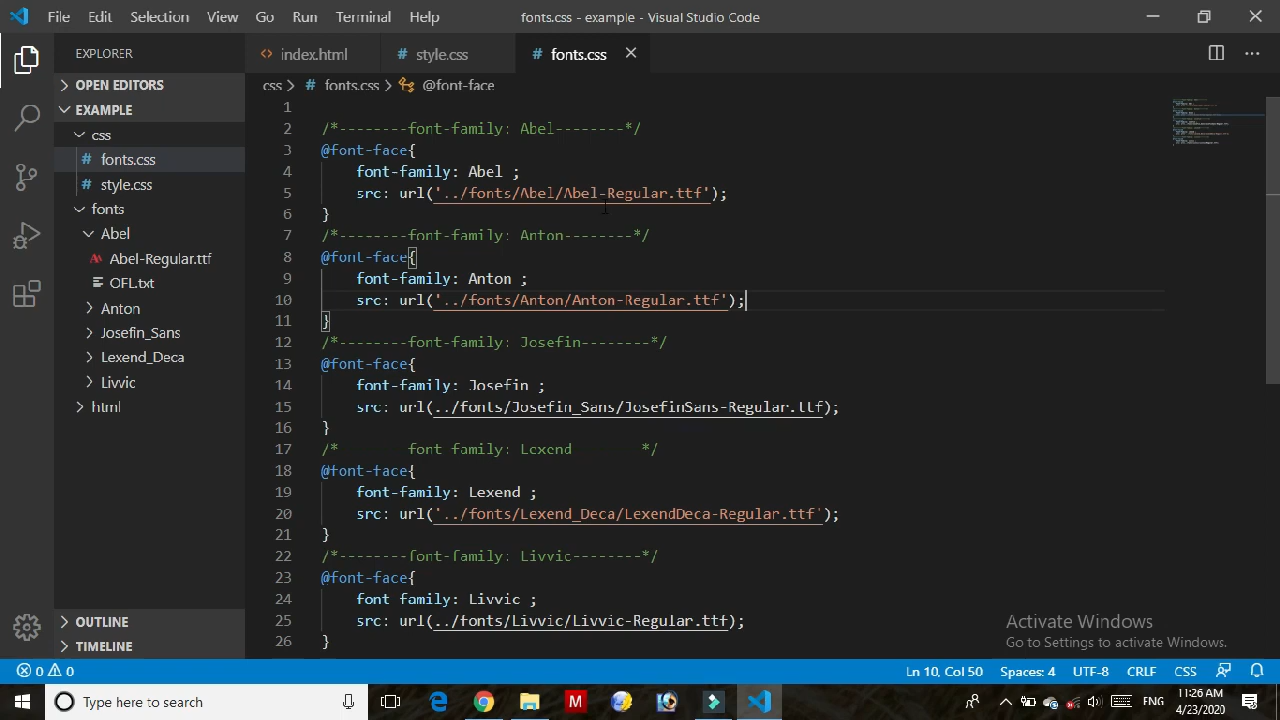 File Edit Selection View Go Run Terminal Help fonts.css - example - Visual Studio Code
EXPLORER
OPEN EDITORS
EXAMPLE
css
fonts.css
style.css
fonts
Abel
Abel-Regular.ttf
OFL.txt
Anton
Josefin_Sans
Lexend_Deca
Livvic
html
OUTLINE
TIMELINE
index.html # style.css # fonts.css
css > # fonts.css > @font-face
1
2 /*--------font-family: Abel--------*/
3 @font-face{
4 font-family: Abel ;
5 src: url('../fonts/Abel/Abel-Regular.ttf');
6 }
7 /*--------font-family: Anton--------*/
8 @font-face{
9 font-family: Anton ;
10 src: url('../fonts/Anton/Anton-Regular.ttf');
11 }
12 /*--------font-family: Josefin--------*/
13 @font-face{
14 font-family: Josefin ;
15 src: url(../fonts/Josefin_Sans/JosefinSans-Regular.ttf);
16 }
17 /* font family: Lexend */
18 @font-face{
19 font-family: Lexend ;
20 src: url('../fonts/Lexend_Deca/LexendDeca-Regular.ttf');
21 }
22 /*--------font-family: Livvic--------*/
23 @font-face{
24 font family: Livvic ;
25 src: url(../fonts/Livvic/Livvic-Regular.ttf);
26 }
Activate Windows
Go to Settings to activate Windows.
0 0 Ln 10, Col 50 Spaces: 4 UTF-8 CRLF CSS
Type here to search
M
ENG
11:26 AM
4/23/2020